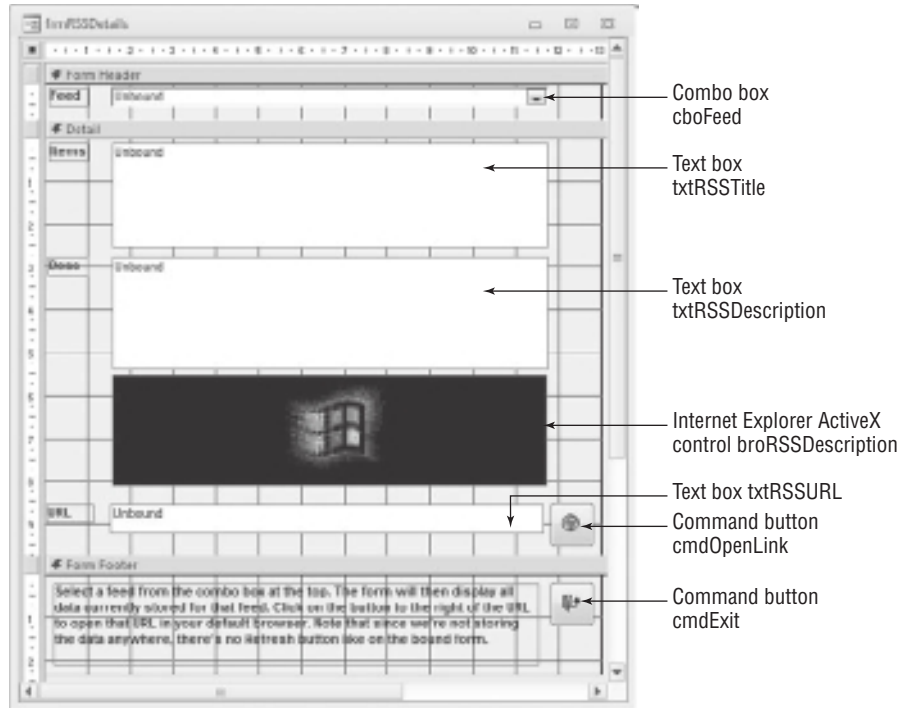 frmRSSDetails
Form Header
Feed
Unbound
Combo box
cboFeed
Detail
Items
Unbound
Text box
txtRSSTitle
Desc
Unbound
Text box
txtRSSDescription
Internet Explorer ActiveX
control broRSSDescription
URL
Unbound
Text box txtRSSURL
Command button
cmdOpenLink
Form Footer
Select a feed from the combo box at the top. The form will then display all
data currently stored for that feed. Click on the button to the right of the URL
to open that URL in your default browser. Note that since we're not storing
the data anywhere, there's no Refresh button like on the bound form.
Command button
cmdExit